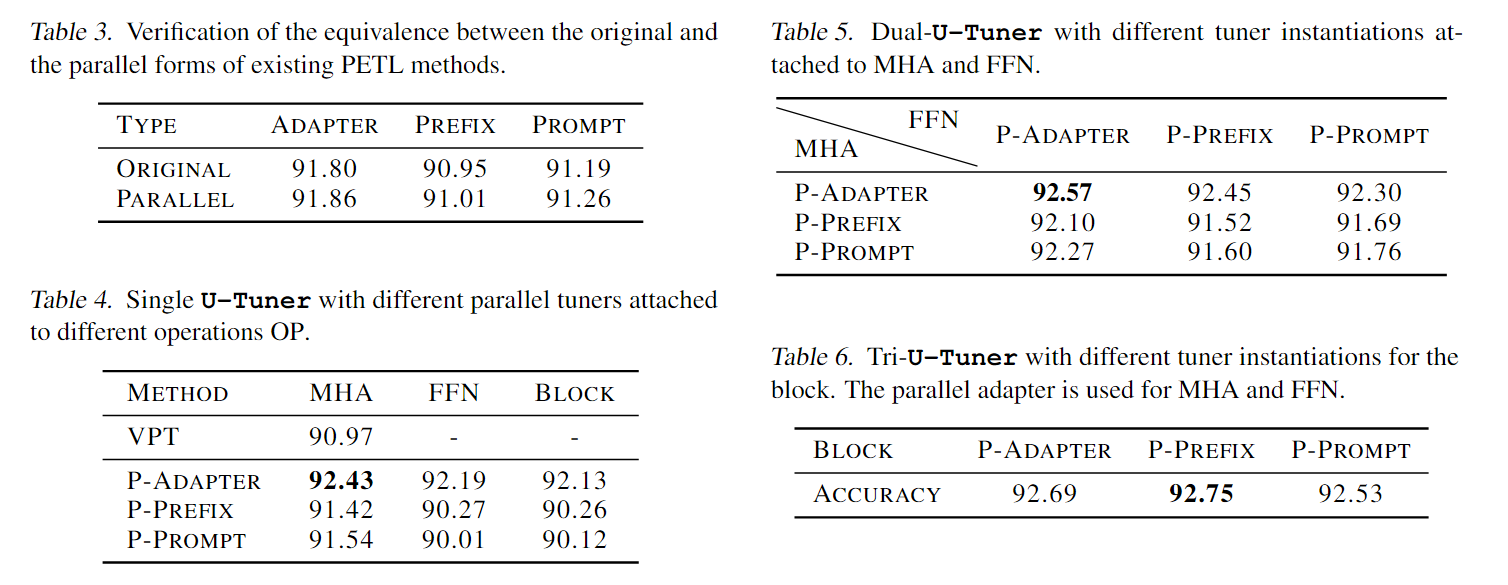 Table 3. Verification of the equivalence between the original and
the parallel forms of existing PETL methods.
TYPE ADAPTER PREFIX PROMPT
ORIGINAL 91.80 90.95 91.19
PARALLEL 91.86 91.01 91.26
Table 4. Single U-Tuner with different parallel tuners attached
to different operations OP.
METHOD MHA FFN BLOCK
VPT 90.97 - -
P-ADAPTER 92.43 92.19 92.13
P-PREFIX 91.42 90.27 90.26
P-PROMPT 91.54 90.01 90.12
Table 5. Dual-U-Tuner with different tuner instantiations at-
tached to MHA and FFN.
FFN
MHA
P-ADAPTER P-PREFIX P-PROMPT
P-ADAPTER 92.57 92.45 92.30
P-PREFIX 92.10 91.52 91.69
P-PROMPT 92.27 91.60 91.76
Table 6. Tri-U-Tuner with different tuner instantiations for the
block. The parallel adapter is used for MHA and FFN.
BLOCK P-ADAPTER P-PREFIX P-PROMPT
ACCURACY 92.69 92.75 92.53